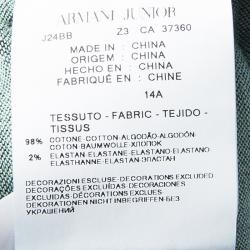 ARMANI JUNIOR
J24BB Z3 CA 37360
MADE IN : CHINA
ORIGEM : CHINA
HECHO EN : CHINA
FABRIQUÉ EN : CHINE
14A
TESSUTO - FABRIC - TEJIDO -
TISSUS
98% COTONE-COTTON-ALGODÃO-ALGODÓN-
COTON-BAUMWOLLE-ХЛОПОК
2% ELASTAN-ELASTANE-ELASTANO-ELASTANO
ELASTHANNE-ELASTHAN-ЭЛАСТАН
DECORAZIONI ESCLUSE-DECORATIONS EXCLUDED
DECORAÇÕES EXCLUÍDAS-DECORACIONES
EXCLUIDAS-DÉCORATIONS EXCLUES
DEKORATIONEN NICHT INBEGRIFFEN-БЕЗ
УКРАШЕНИЙ